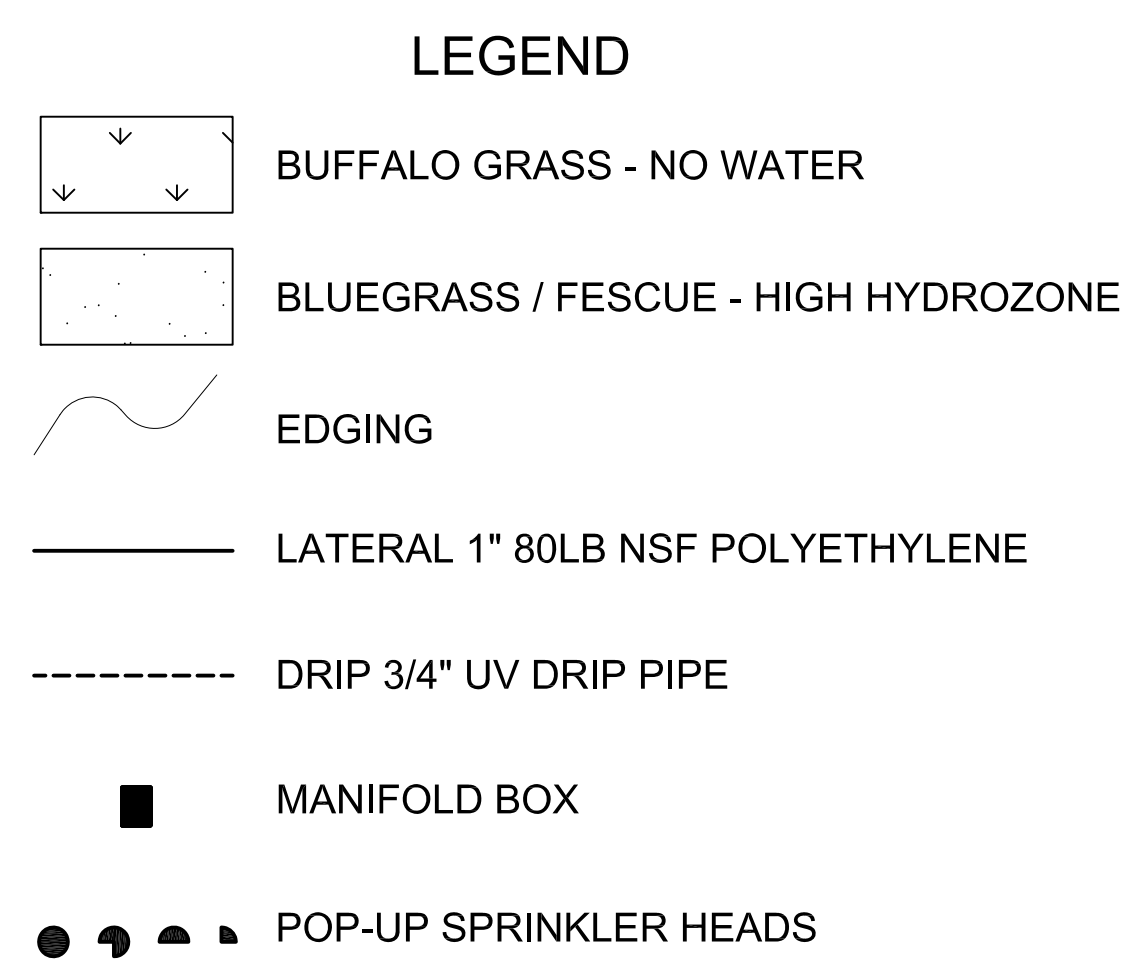 LEGEND
BUFFALO GRASS - NO WATER
BLUEGRASS / FESCUE - HIGH HYDROZONE
EDGING
LATERAL 1" 80LB NSF POLYETHYLENE
DRIP 3/4" UV DRIP PIPE
MANIFOLD BOX
POP-UP SPRINKLER HEADS